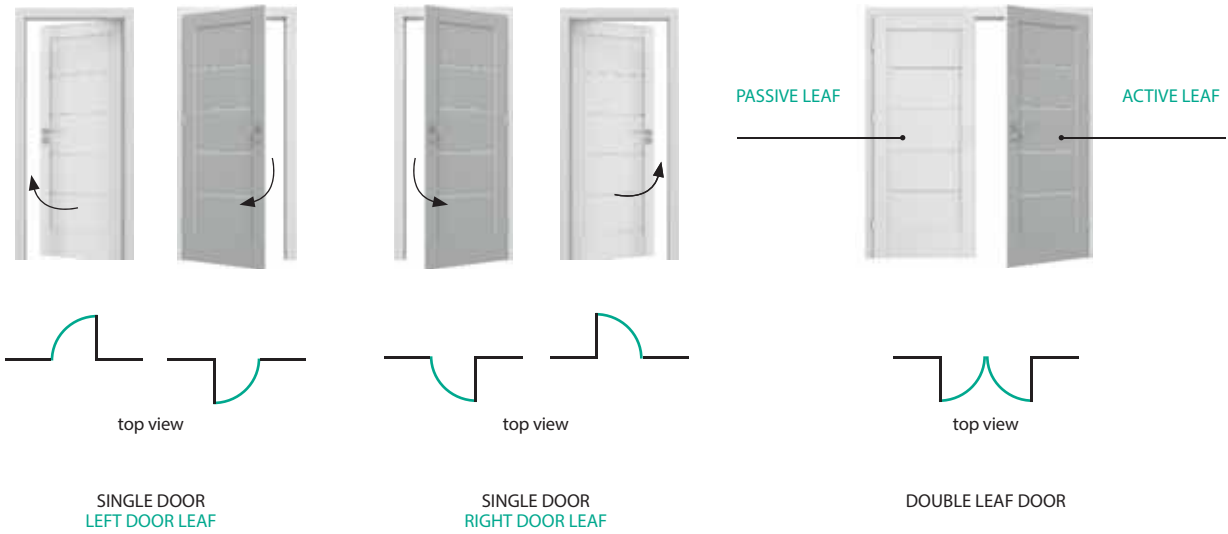 PASSIVE LEAF
ACTIVE LEAF
top view
top view
top view
SINGLE DOOR
LEFT DOOR LEAF
SINGLE DOOR
RIGHT DOOR LEAF
DOUBLE LEAF DOOR